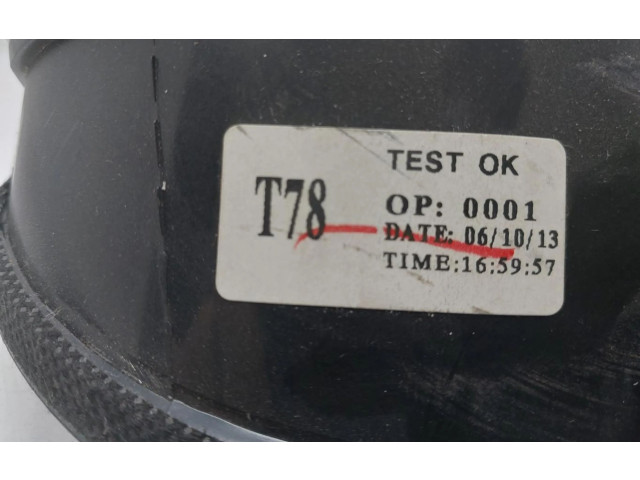 TEST OK
T78
OP: 0001
DATE: 06/10/13
TIME:16:59:57